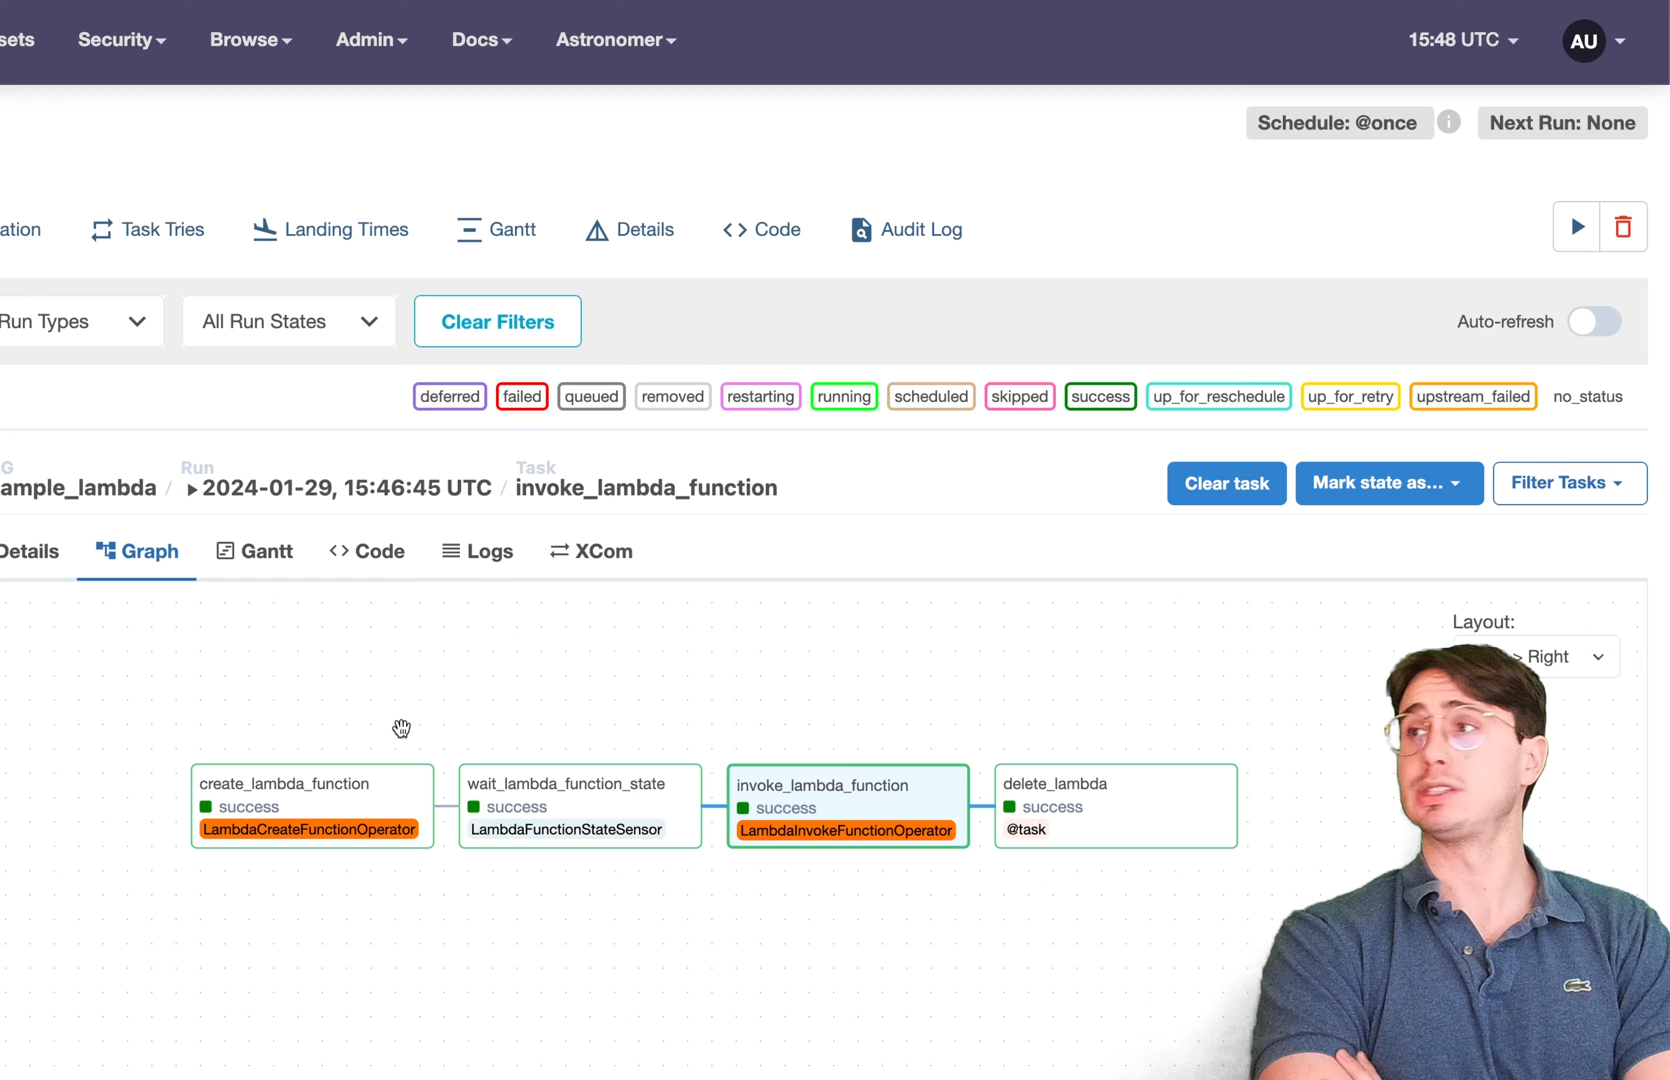 sets Security Browse Admin Docs Astronomer 15:48 UTC AU
Schedule: @once Next Run: None
ation Task Tries Landing Times Gantt Details Code Audit Log
Run Types All Run States Clear Filters Auto-refresh
deferred failed queued removed restarting running scheduled skipped success up_for_reschedule up_for_retry upstream_failed no_status
G Run Task
ample_lambda / 2024-01-29, 15:46:45 UTC / invoke_lambda_function Clear task Mark state as... Filter Tasks
Details Graph Gantt Code Logs XCom
Layout:
> Right
create_lambda_function
success
LambdaCreateFunctionOperator
wait_lambda_function_state
success
LambdaFunctionStateSensor
invoke_lambda_function
success
LambdaInvokeFunctionOperator
delete_lambda
success
@task